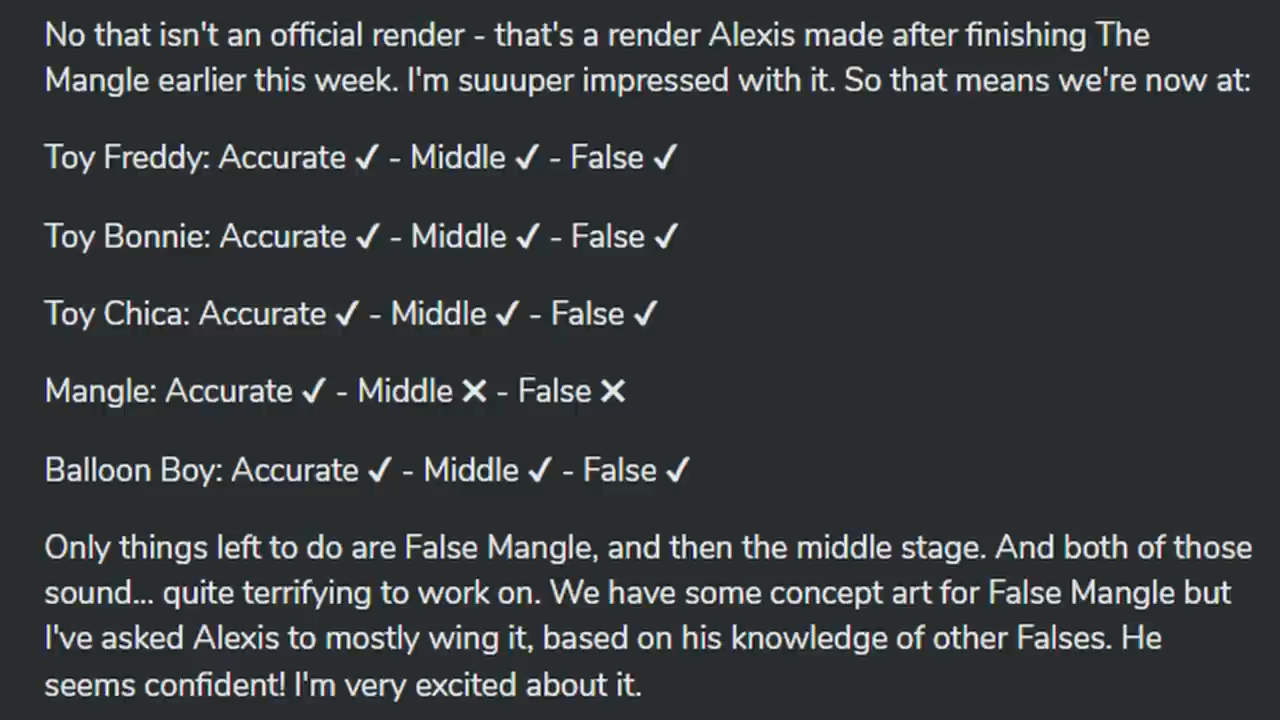 No that isn't an official render - that's a render Alexis made after finishing The
Mangle earlier this week. I'm suuuper impressed with it. So that means we're now at:
Toy Freddy: Accurate ✓ - Middle ✓ - False ✓
Toy Bonnie: Accurate ✓ - Middle ✓ - False ✓
Toy Chica: Accurate ✓ - Middle ✓ - False ✓
Mangle: Accurate ✓ - Middle ✕ - False ✕
Balloon Boy: Accurate ✓ - Middle ✓ - False ✓
Only things left to do are False Mangle, and then the middle stage. And both of those
sound... quite terrifying to work on. We have some concept art for False Mangle but
I've asked Alexis to mostly wing it, based on his knowledge of other Falses. He
seems confident! I'm very excited about it.